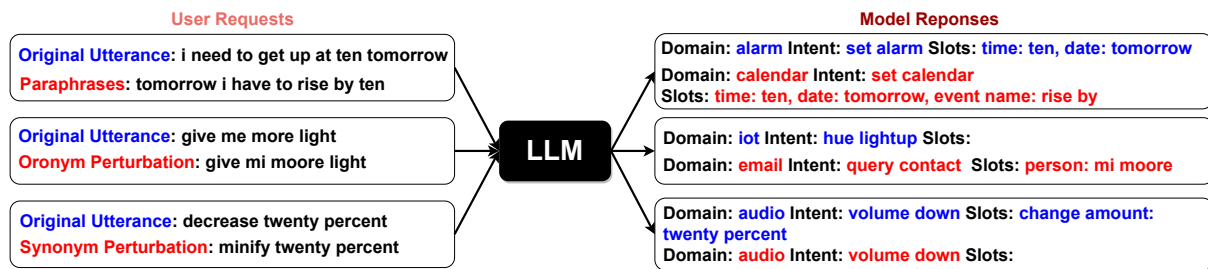 User Requests
Original Utterance: i need to get up at ten tomorrow
Paraphrases: tomorrow i have to rise by ten
Original Utterance: give me more light
Oronym Perturbation: give mi moore light
Original Utterance: decrease twenty percent
Synonym Perturbation: minify twenty percent
LLM
Model Reponses
Domain: alarm Intent: set alarm Slots: time: ten, date: tomorrow
Domain: calendar Intent: set calendar
Slots: time: ten, date: tomorrow, event name: rise by
Domain: iot Intent: hue lightup Slots:
Domain: email Intent: query contact Slots: person: mi moore
Domain: audio Intent: volume down Slots: change amount:
twenty percent
Domain: audio Intent: volume down Slots: